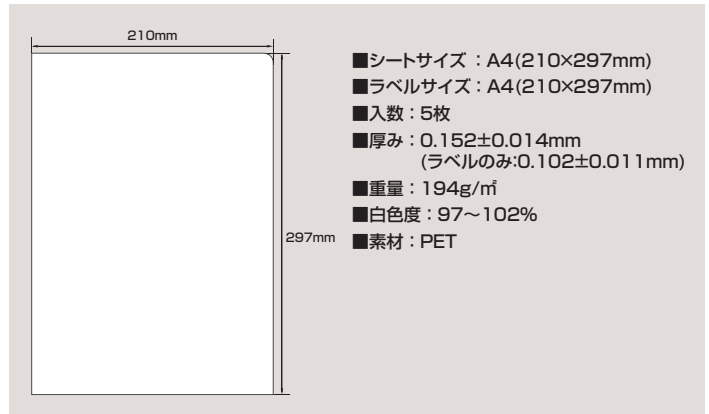 210mm
297mm
■シートサイズ：A4(210×297mm)
■ラベルサイズ：A4(210×297mm)
■入数：5枚
■厚み：0.152±0.014mm
(ラベルのみ:0.102±0.011mm)
■重量：194g/㎡
■白色度：97～102%
■素材：PET